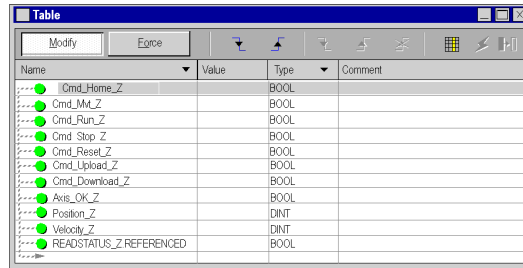 Table
Modify Force
Name Value Type Comment
Cmd_Home_Z BOOL
Cmd_Mvt_Z BOOL
Cmd_Run_Z BOOL
Cmd_Stop_Z BOOL
Cmd_Reset_Z BOOL
Cmd_Upload_Z BOOL
Cmd_Download_Z BOOL
Axis_OK_Z BOOL
Position_Z DINT
Velocity_Z DINT
READSTATUS_Z.REFERENCED BOOL